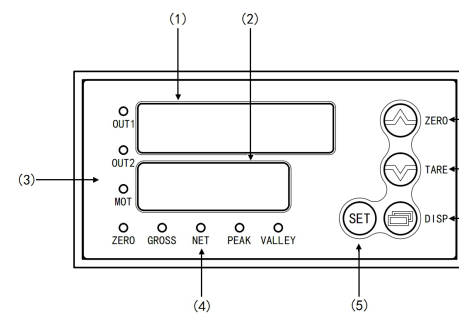 (1)
(2)
OUT1
ZERO
OUT2
(3)
TARE
MOT
SET
DISP
ZERO GROSS NET PEAK VALLEY
(4)
(5)